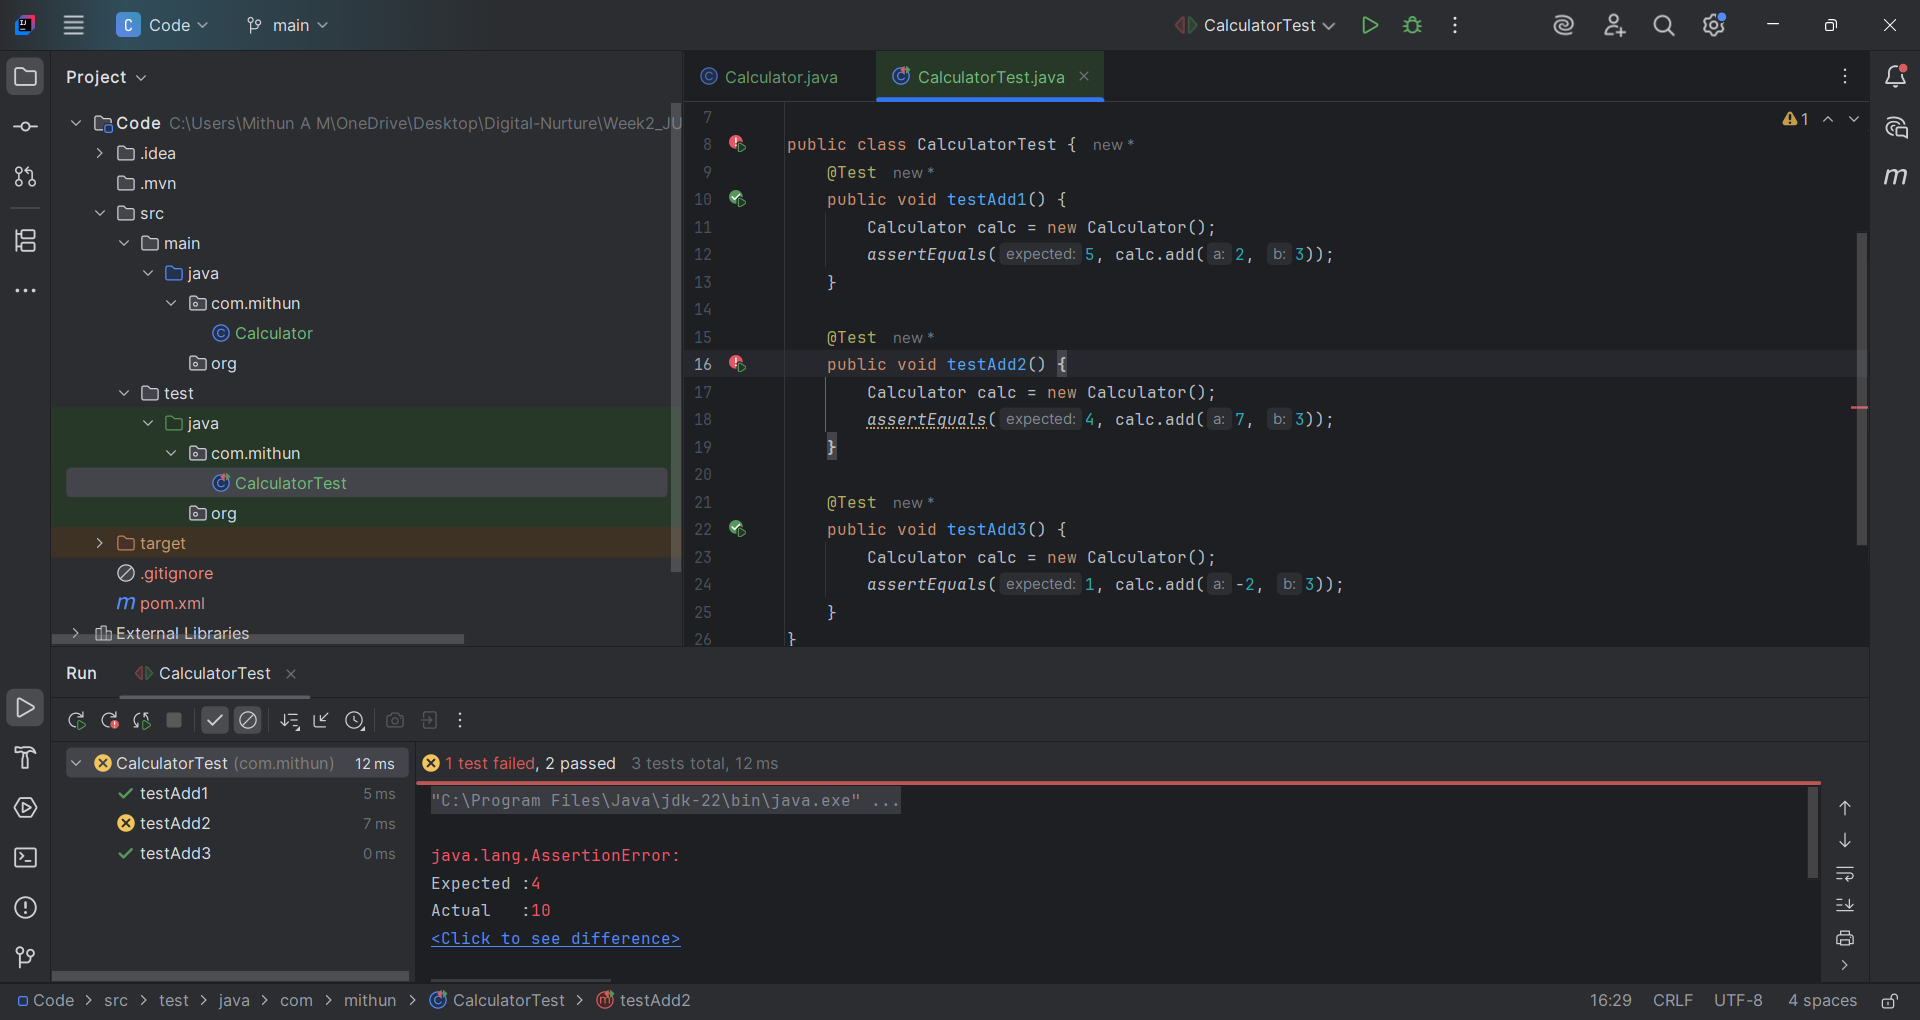 C Code main CalculatorTest
Project
Code C:\Users\Mithun A M\OneDrive\Desktop\Digital-Nurture\Week2_JU
.idea
.mvn
src
main
java
com.mithun
Calculator
org
test
java
com.mithun
CalculatorTest
org
target
.gitignore
pom.xml
External Libraries
Calculator.java CalculatorTest.java
1
7
8 public class CalculatorTest { new *
9 @Test new *
10 public void testAdd1() {
11 Calculator calc = new Calculator();
12 assertEquals( expected: 5, calc.add( a: 2, b: 3));
13 }
14
15 @Test new *
16 public void testAdd2() {
17 Calculator calc = new Calculator();
18 assertEquals( expected: 4, calc.add( a: 7, b: 3));
19 }
20
21 @Test new *
22 public void testAdd3() {
23 Calculator calc = new Calculator();
24 assertEquals( expected: 1, calc.add( a: -2, b: 3));
25 }
26 }
Run CalculatorTest
CalculatorTest (com.mithun) 12 ms
testAdd1 5 ms
testAdd2 7 ms
testAdd3 0 ms
1 test failed, 2 passed 3 tests total, 12 ms
"C:\Program Files\Java\jdk-22\bin\java.exe" ...
java.lang.AssertionError:
Expected :4
Actual :10
<Click to see difference>
Code > src > test > java > com > mithun > CalculatorTest > testAdd2
16:29 CRLF UTF-8 4 spaces